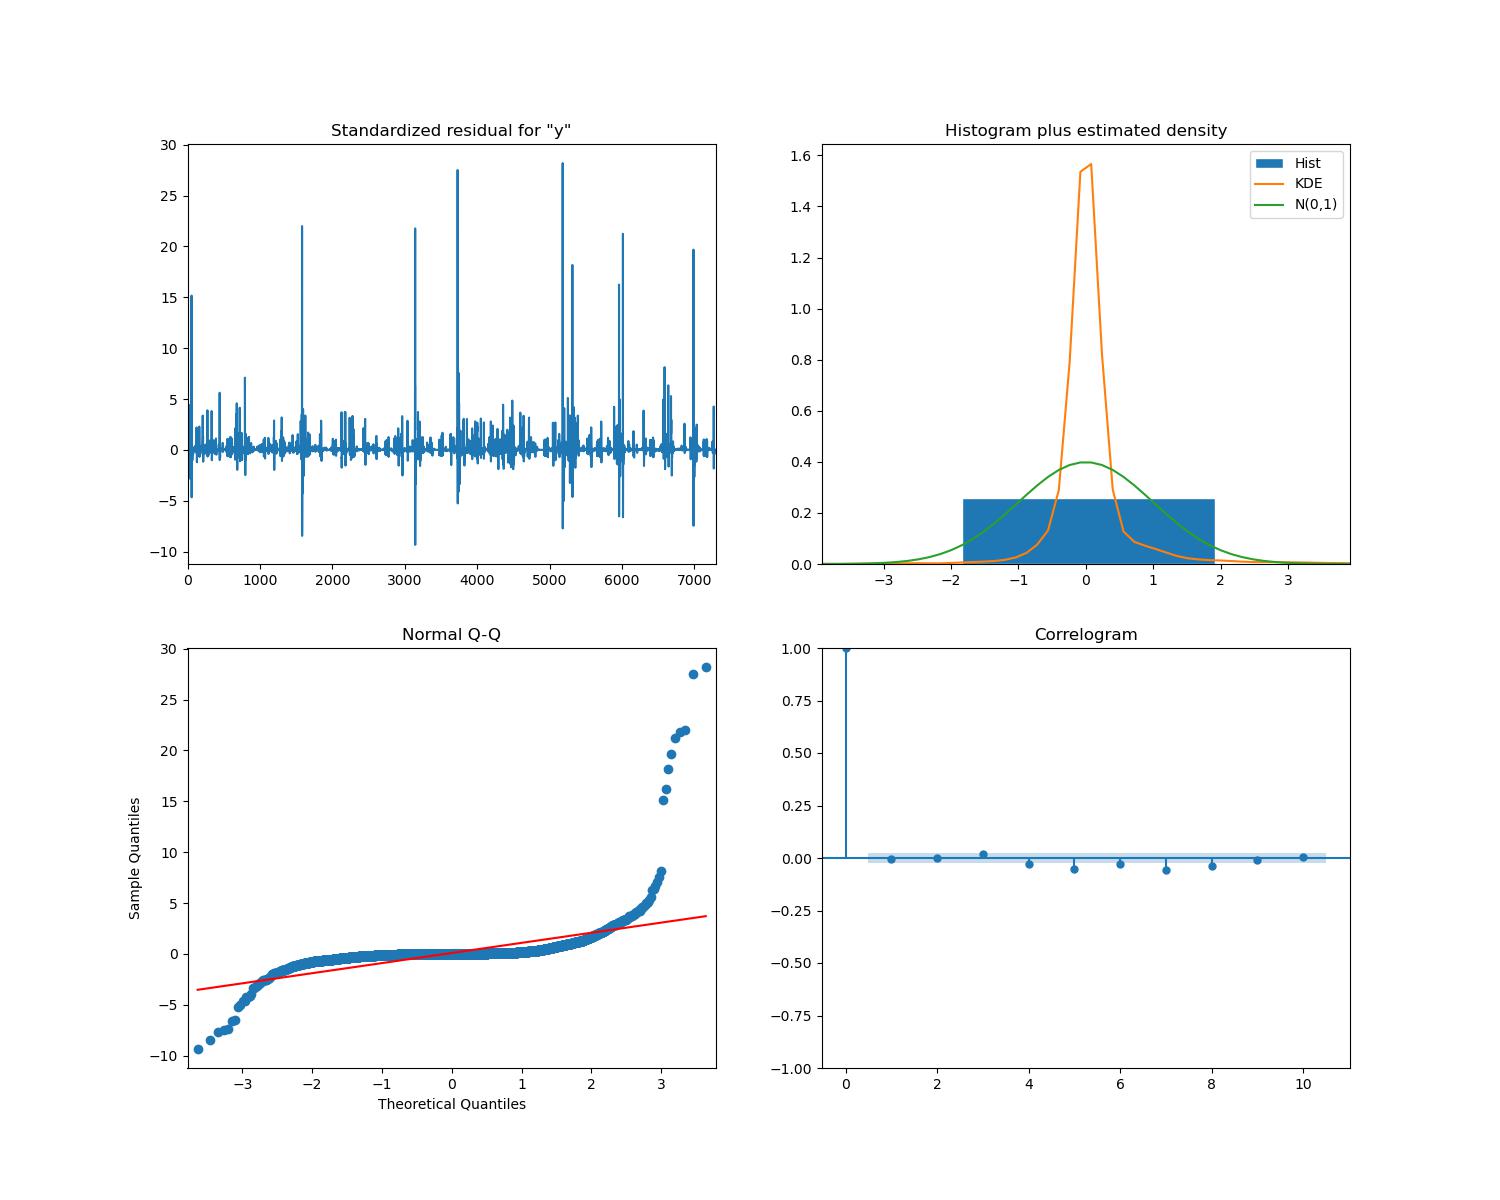 Standardized residual for "y"
30
25
20
15
10
5
0
−5
−10
0 1000 2000 3000 4000 5000 6000 7000
Histogram plus estimated density
Hist
KDE
N(0,1)
1.6
1.4
1.2
1.0
0.8
0.6
0.4
0.2
0.0
−3 −2 −1 0 1 2 3
Normal Q-Q
Sample Quantiles
30
25
20
15
10
5
0
−5
−10
−3 −2 −1 0 1 2 3
Theoretical Quantiles
Correlogram
1.00
0.75
0.50
0.25
0.00
−0.25
−0.50
−0.75
−1.00
0 2 4 6 8 10